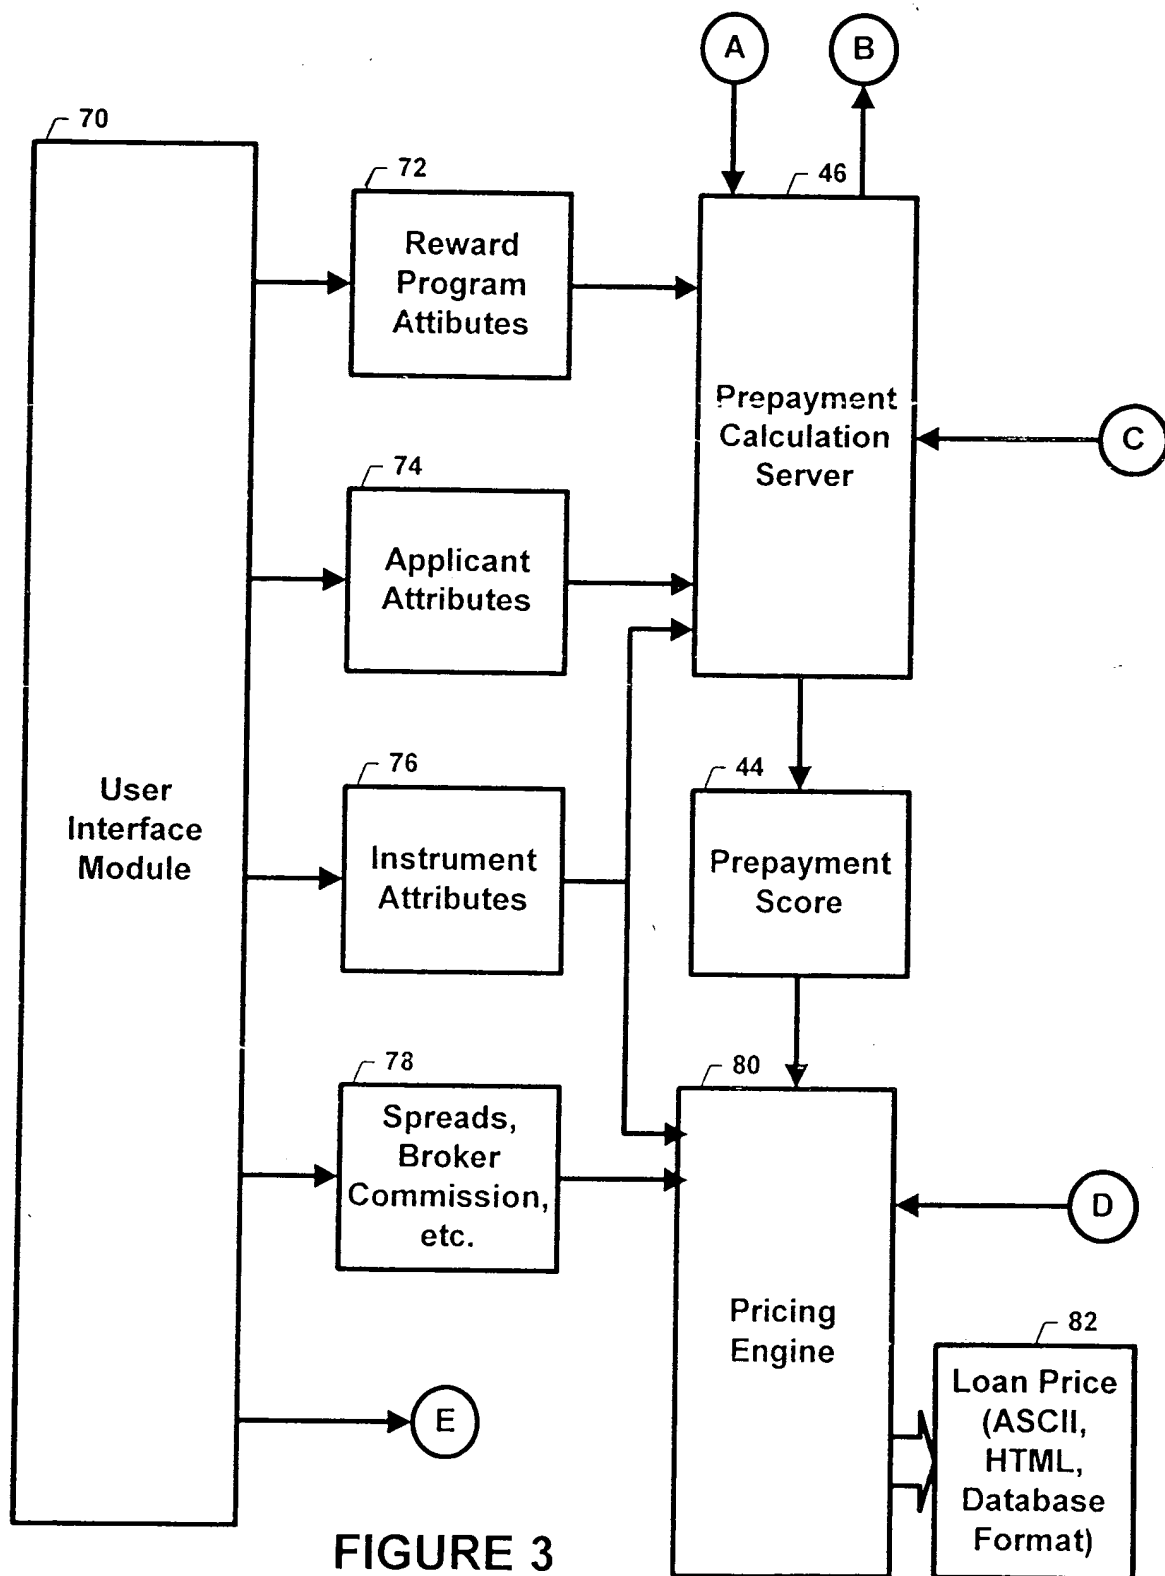 A
B
70
72
46
Reward
Program
Attibutes
Prepayment
Calculation
Server
C
74
Applicant
Attributes
76
44
User
Interface
Module
Instrument
Attributes
Prepayment
Score
78
80
Spreads,
Broker
Commission,
etc.
D
Pricing
Engine
82
Loan Price
(ASCII,
HTML,
Database
Format)
E
FIGURE 3